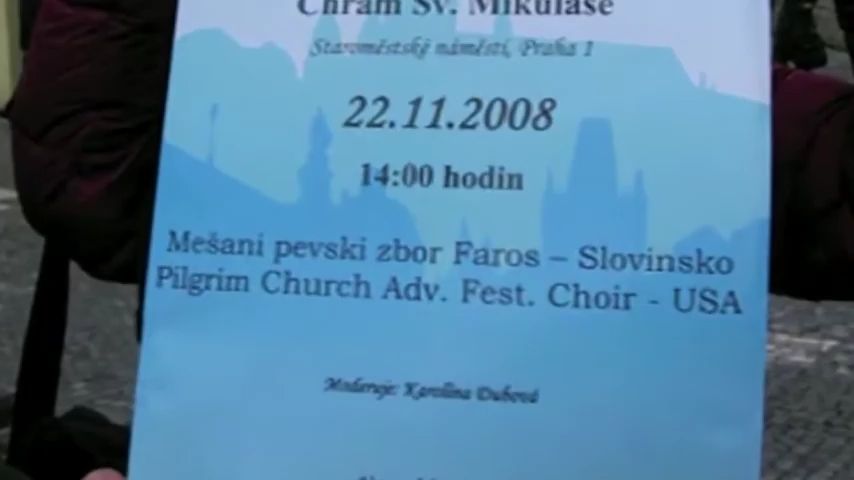 Chrám Sv. Mikuláše
Staroměstské náměstí, Praha 1
22.11.2008
14:00 hodin
Mešani pevski zbor Faros – Slovinsko
Pilgrim Church Adv. Fest. Choir - USA
Moderuje: Karolína Dubová